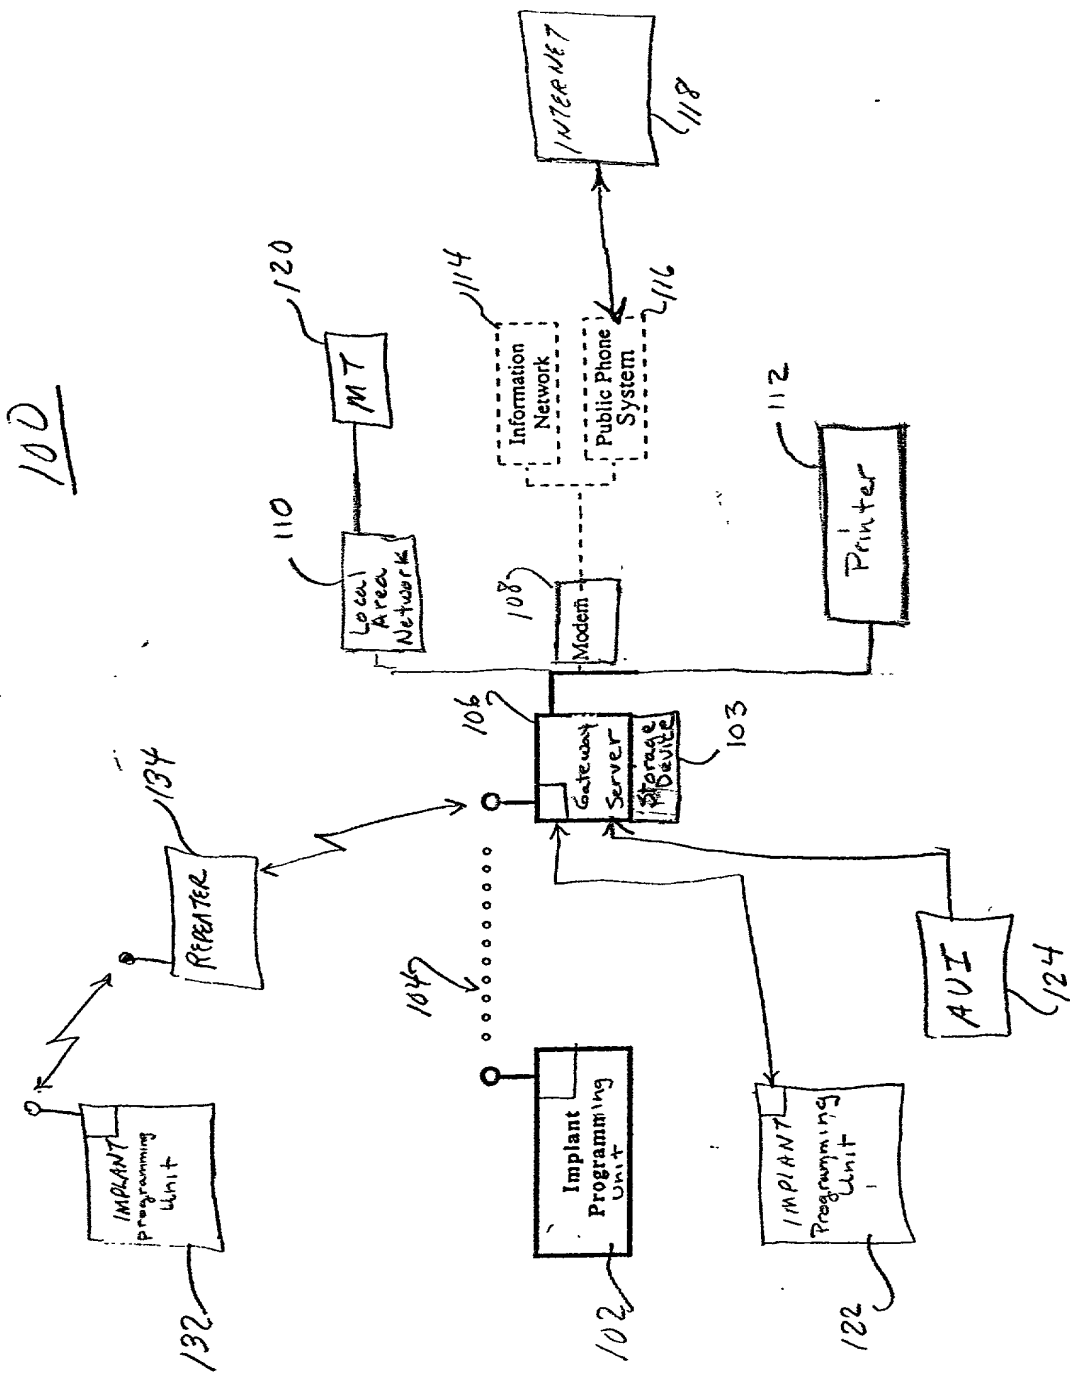 100
132
IMPLANT
programming
Unit
134
REPEATER
110
Local
Area
Network
120
MT
102
Implant
Programming
Unit
104
106
Gateway
Server
Storage
Device
103
108
Modem
114
Information
Network
Public Phone
System
116
INTERNET
118
122
IMPLANT
Programming
Unit
AUI
124
112
Printer